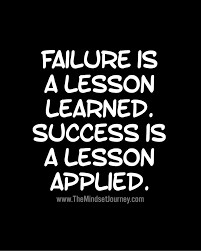 FAILURE IS
A LESSON
LEARNED.
SUCCESS IS
A LESSON
APPLIED.
www.TheMindsetJourney.com